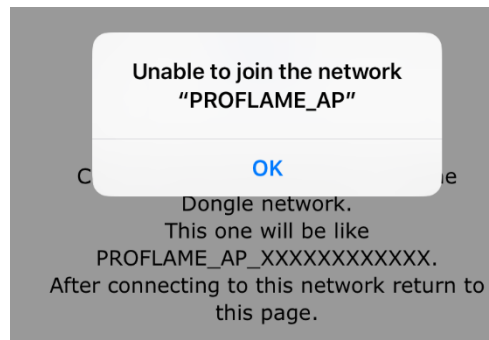 Unable to join the network
“PROFLAME_AP”
OK
Dongle network.
This one will be like
PROFLAME_AP_XXXXXXXXXXXX.
After connecting to this network return to
this page.